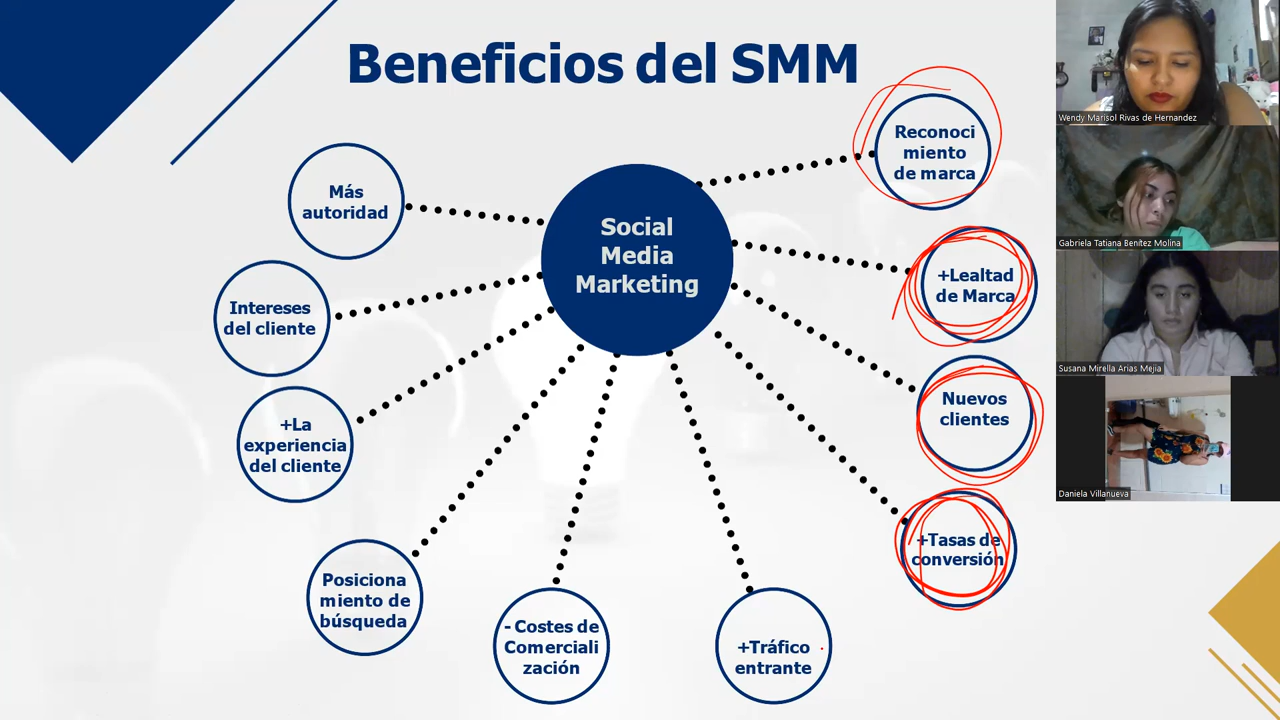 Beneficios del SMM
Social
Media
Marketing
Reconoci
miento
de marca
+Lealtad
de Marca
Nuevos
clientes
+Tasas de
conversión
+Tráfico
entrante
- Costes de
Comerciali
zación
Posiciona
miento de
búsqueda
+La
experiencia
del cliente
Intereses
del cliente
Más
autoridad
Wendy Marisol Rivas de Hernandez
Gabriela Tatiana Benítez Molina
Susana Mirella Arias Mejia
Daniela Villanueva